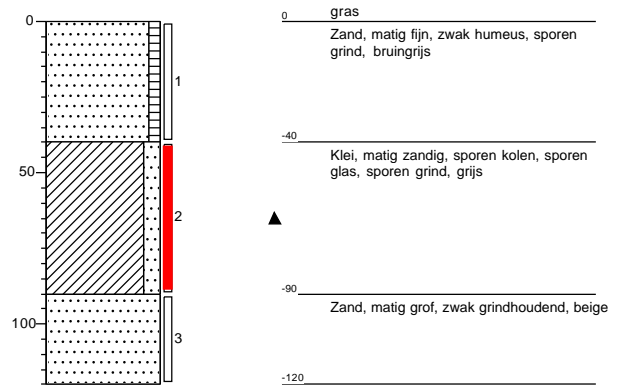 0
50
100
1
2
3
0
gras
Zand, matig fijn, zwak humeus, sporen
grind, bruingrijs
-40
Klei, matig zandig, sporen kolen, sporen
glas, sporen grind, grijs
-90
Zand, matig grof, zwak grindhoudend, beige
-120